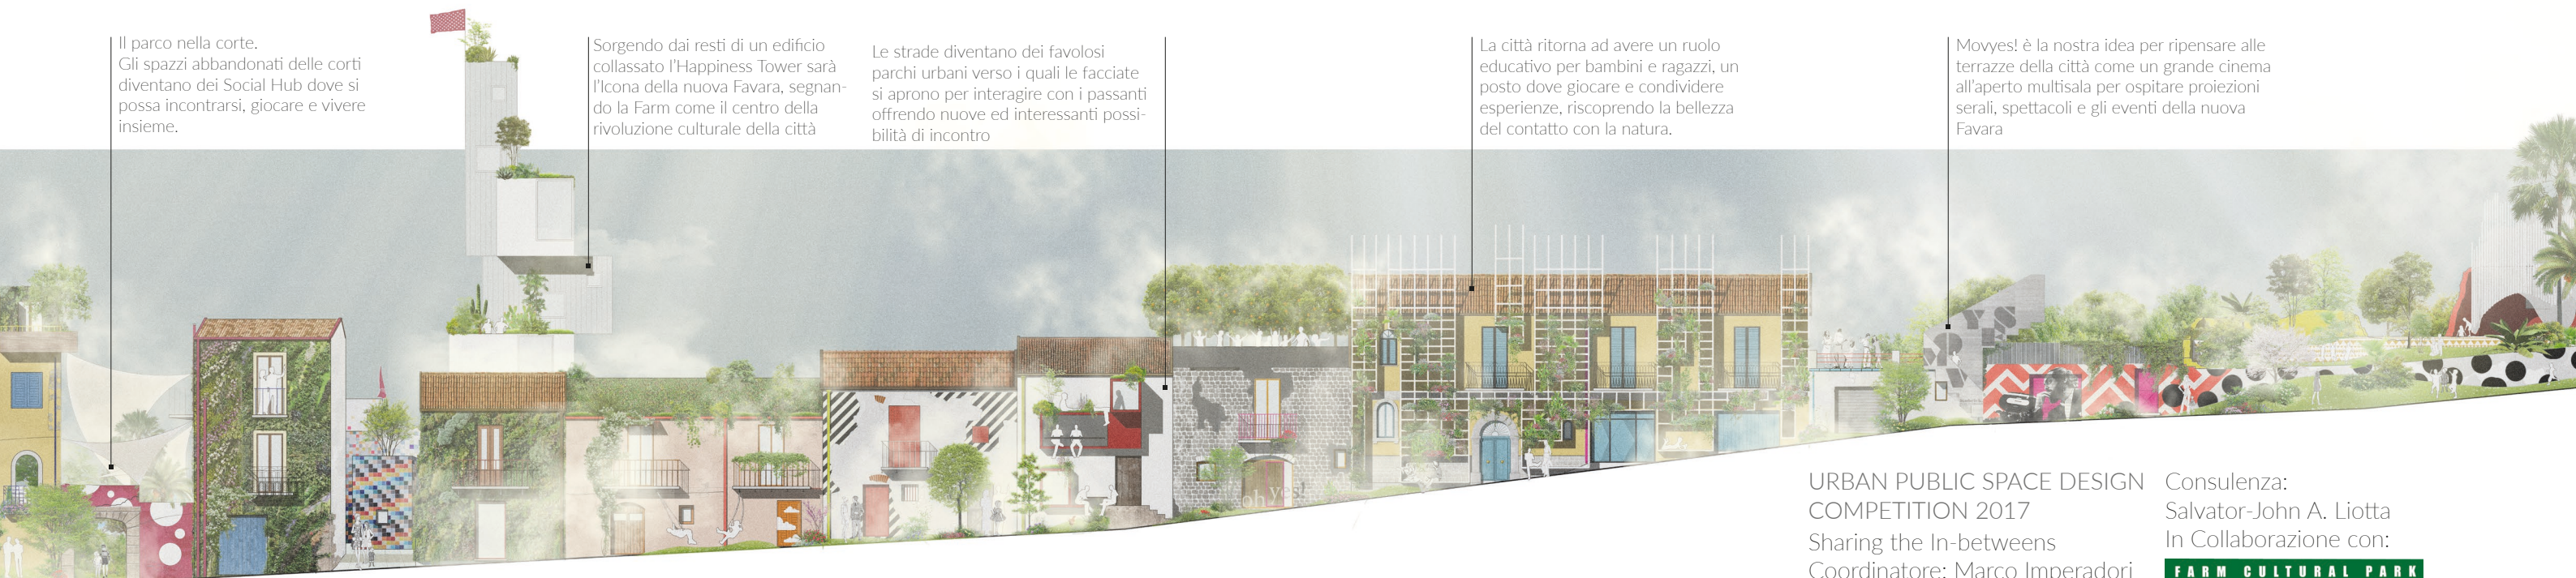 Il parco nella corte.
Gli spazi abbandonati delle corti
diventano dei Social Hub dove si
possa incontrarsi, giocare e vivere
insieme.
Sorgendo dai resti di un edificio
collassato l'Happiness Tower sarà
l'Icona della nuova Favara, segnan-
do la Farm come il centro della
rivoluzione culturale della città
Le strade diventano dei favolosi
parchi urbani verso i quali le facciate
si aprono per interagire con i passanti
offrendo nuove ed interessanti possi-
bilità di incontro
La città ritorna ad avere un ruolo
educativo per bambini e ragazzi, un
posto dove giocare e condividere
esperienze, riscoprendo la bellezza
del contatto con la natura.
Movyes! è la nostra idea per ripensare alle
terrazze della città come un grande cinema
all'aperto multisala per ospitare proiezioni
serali, spettacoli e gli eventi della nuova
Favara
oh yes!
URBAN PUBLIC SPACE DESIGN
COMPETITION 2017
Sharing the In-betweens
Coordinatore: Marco Imperadori
Consulenza:
Salvator-John A. Liotta
In Collaborazione con:
FARM CULTURAL PARK